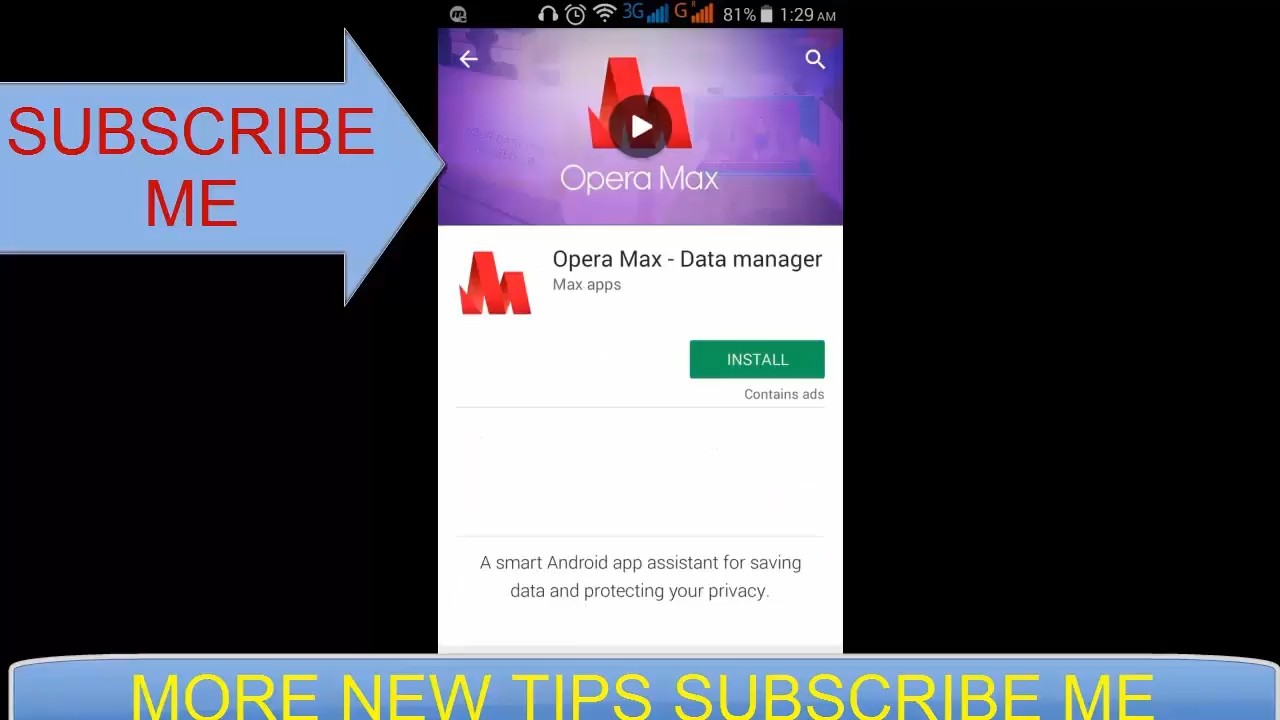 3G G R 81% 1:29 AM
SUBSCRIBE
ME
Opera Max
Opera Max - Data manager
Max apps
INSTALL
Contains ads
A smart Android app assistant for saving
data and protecting your privacy.
MORE NEW TIPS SUBSCRIBE ME